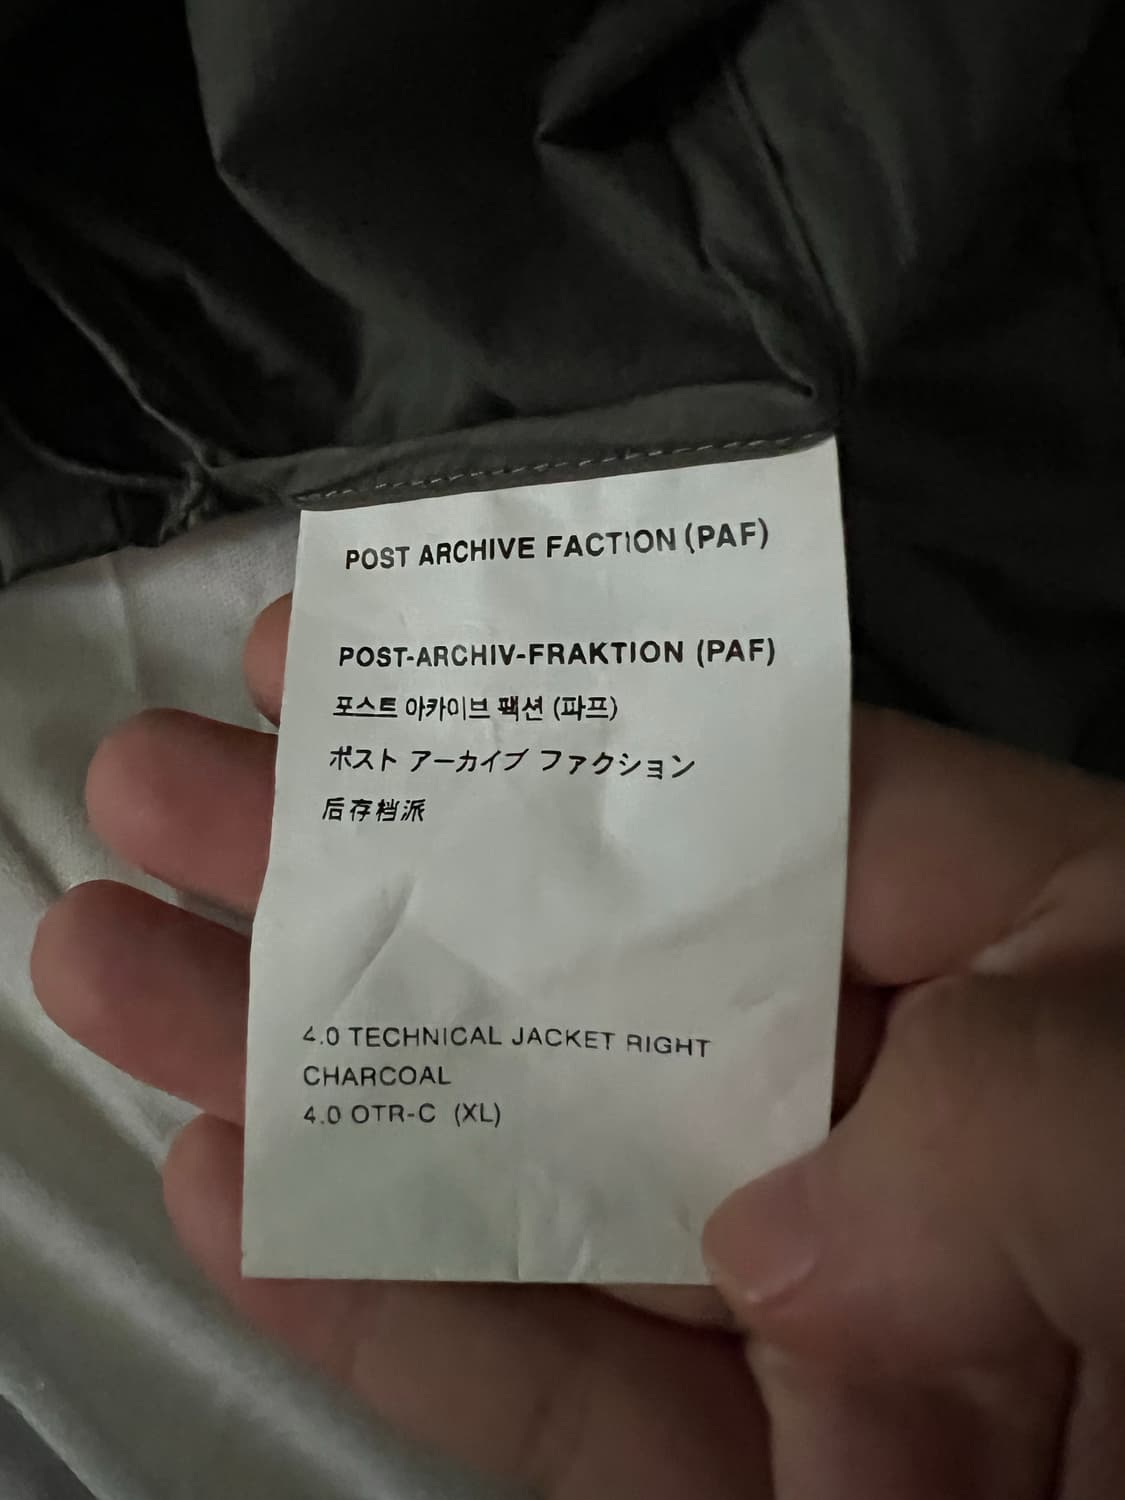 POST ARCHIVE FACTION (PAF)
POST-ARCHIV-FRAKTION (PAF)
포스트 아카이브 팩션 (파프)
ポスト アーカイブ ファクション
后存档派
4.0 TECHNICAL JACKET RIGHT
CHARCOAL
4.0 OTR-C (XL)